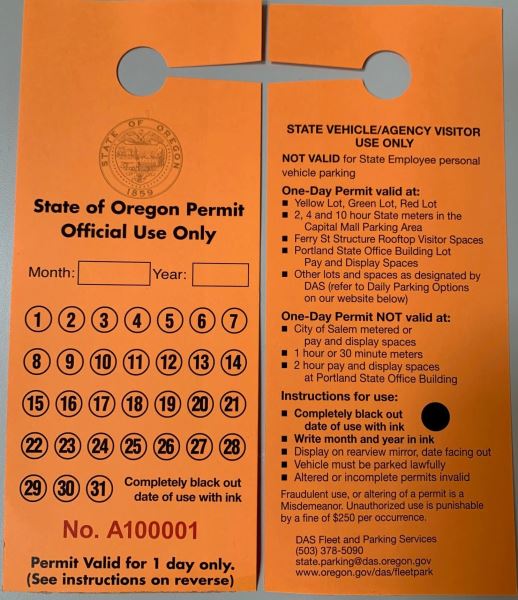 STATE OF OREGON
1859
State of Oregon Permit
Official Use Only
Month: Year:
1 2 3 4 5 6 7
8 9 10 11 12 13 14
15 16 17 18 19 20 21
22 23 24 25 26 27 28
29 30 31 Completely black out
date of use with ink
No. A100001
Permit Valid for 1 day only.
(See instructions on reverse)
STATE VEHICLE/AGENCY VISITOR
USE ONLY
NOT VALID for State Employee personal
vehicle parking
One-Day Permit valid at:
■ Yellow Lot, Green Lot, Red Lot
■ 2, 4 and 10 hour State meters in the
Capital Mall Parking Area
■ Ferry St Structure Rooftop Visitor Spaces
■ Portland State Office Building Lot
Pay and Display Spaces
■ Other lots and spaces as designated by
DAS (refer to Daily Parking Options
on our website below)
One-Day Permit NOT valid at:
■ City of Salem metered or
pay and display spaces
■ 1 hour or 30 minute meters
■ 2 hour pay and display spaces
at Portland State Office Building
Instructions for use:
■ Completely black out
date of use with ink
■ Write month and year in ink
■ Display on rearview mirror, date facing out
■ Vehicle must be parked lawfully
■ Altered or incomplete permits invalid
Fraudulent use, or altering of a permit is a
Misdemeanor. Unauthorized use is punishable
by a fine of $250 per occurrence.
DAS Fleet and Parking Services
(503) 378-5090
state.parking@das.oregon.gov
www.oregon.gov/das/fleetpark